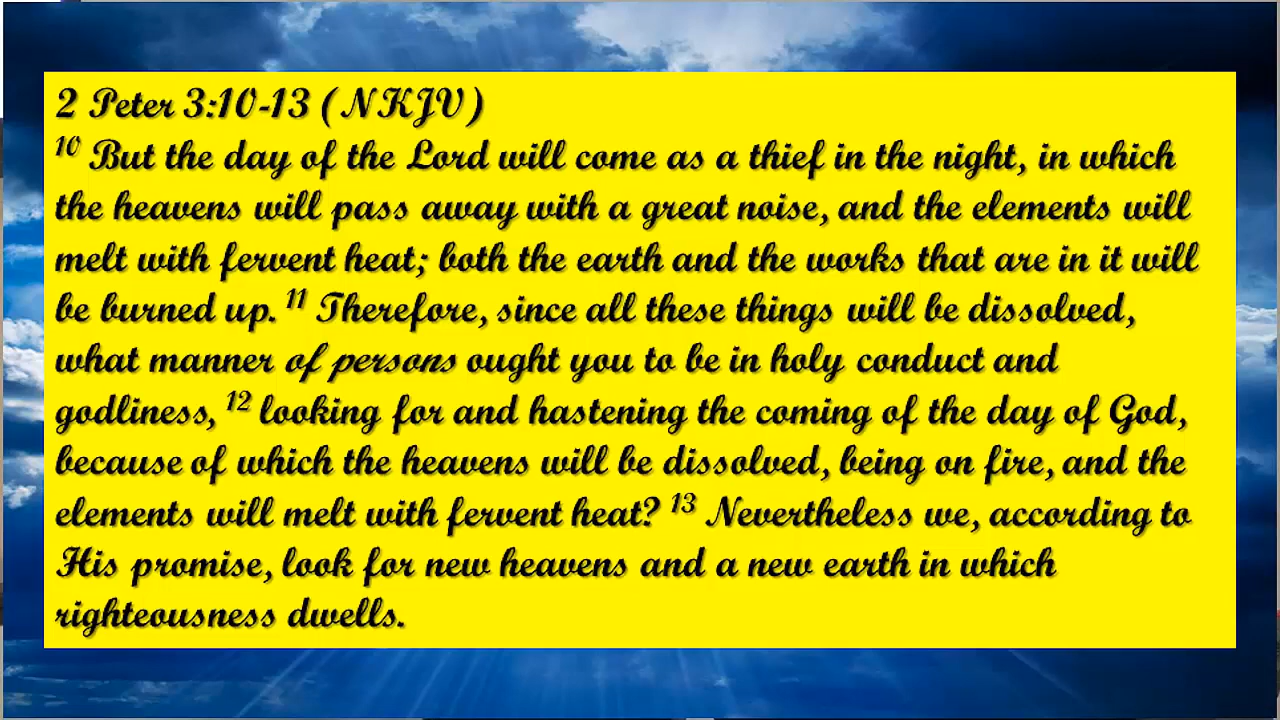 2 Peter 3:10-13 (NKJV)
10 But the day of the Lord will come as a thief in the night, in which
the heavens will pass away with a great noise, and the elements will
melt with fervent heat; both the earth and the works that are in it will
be burned up. 11 Therefore, since all these things will be dissolved,
what manner of persons ought you to be in holy conduct and
godliness, 12 looking for and hastening the coming of the day of God,
because of which the heavens will be dissolved, being on fire, and the
elements will melt with fervent heat? 13 Nevertheless we, according to
His promise, look for new heavens and a new earth in which
righteousness dwells.